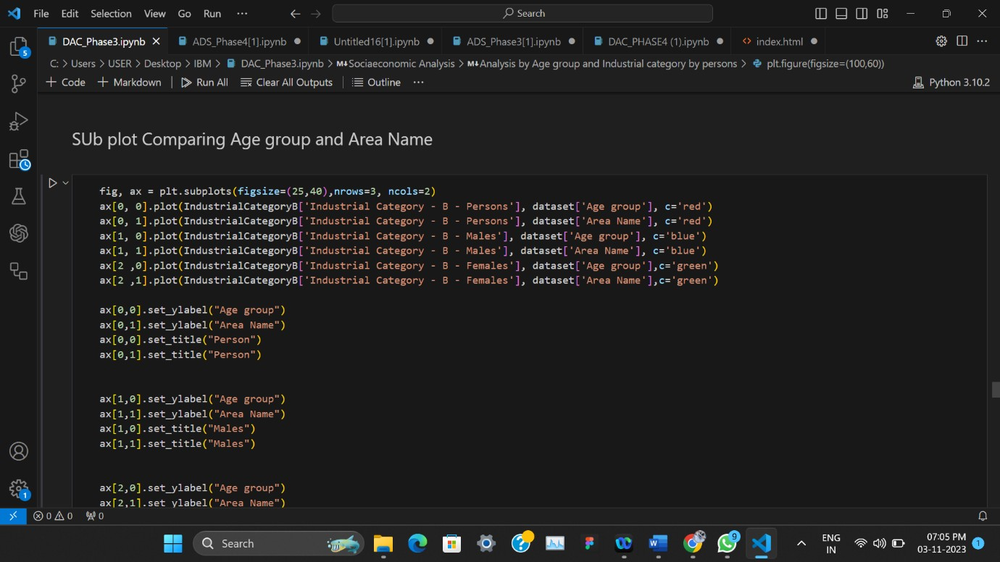 File Edit Selection View Go Run ···
Search
DAC_Phase3.ipynb ADS_Phase4[1].ipynb Untitled16[1].ipynb ADS_Phase3[1].ipynb DAC_PHASE4 (1).ipynb <> index.html
C: > Users > USER > Desktop > IBM > DAC_Phase3.ipynb > M↓Sociaeconomic Analysis > M↓Analysis by Age group and Industrial category by persons > plt.figure(figsize=(100,60))
+ Code + Markdown | Run All Clear All Outputs | Outline ···
Python 3.10.2
5
SUb plot Comparing Age group and Area Name
fig, ax = plt.subplots(figsize=(25,40),nrows=3, ncols=2)
ax[0, 0].plot(IndustrialCategoryB['Industrial Category - B - Persons'], dataset['Age group'], c='red')
ax[0, 1].plot(IndustrialCategoryB['Industrial Category - B - Persons'], dataset['Area Name'], c='red')
ax[1, 0].plot(IndustrialCategoryB['Industrial Category - B - Males'], dataset['Age group'], c='blue')
ax[1, 1].plot(IndustrialCategoryB['Industrial Category - B - Males'], dataset['Area Name'], c='blue')
ax[2 ,0].plot(IndustrialCategoryB['Industrial Category - B - Females'], dataset['Age group'],c='green')
ax[2 ,1].plot(IndustrialCategoryB['Industrial Category - B - Females'], dataset['Area Name'],c='green')
ax[0,0].set_ylabel("Age group")
ax[0,1].set_ylabel("Area Name")
ax[0,0].set_title("Person")
ax[0,1].set_title("Person")
ax[1,0].set_ylabel("Age group")
ax[1,1].set_ylabel("Area Name")
ax[1,0].set_title("Males")
ax[1,1].set_title("Males")
ax[2,0].set_ylabel("Age group")
ax[2,1].set_ylabel("Area Name")
1
0 0 0
Search
W
9
ENG
IN
07:05 PM
03-11-2023
1